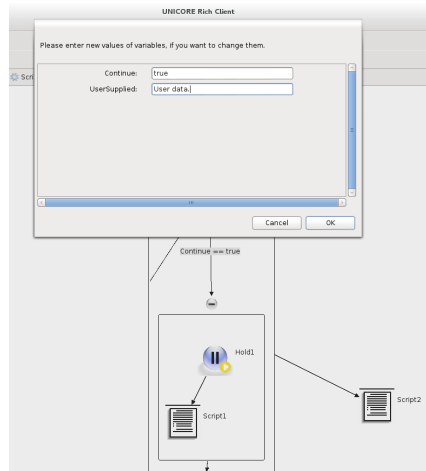 UNICORE Rich Client
Please enter new values of variables, if you want to change them.
Scri
Continue: true
UserSupplied: User data.
Cancel OK
Continue == true
Hold1
Script1
Script2